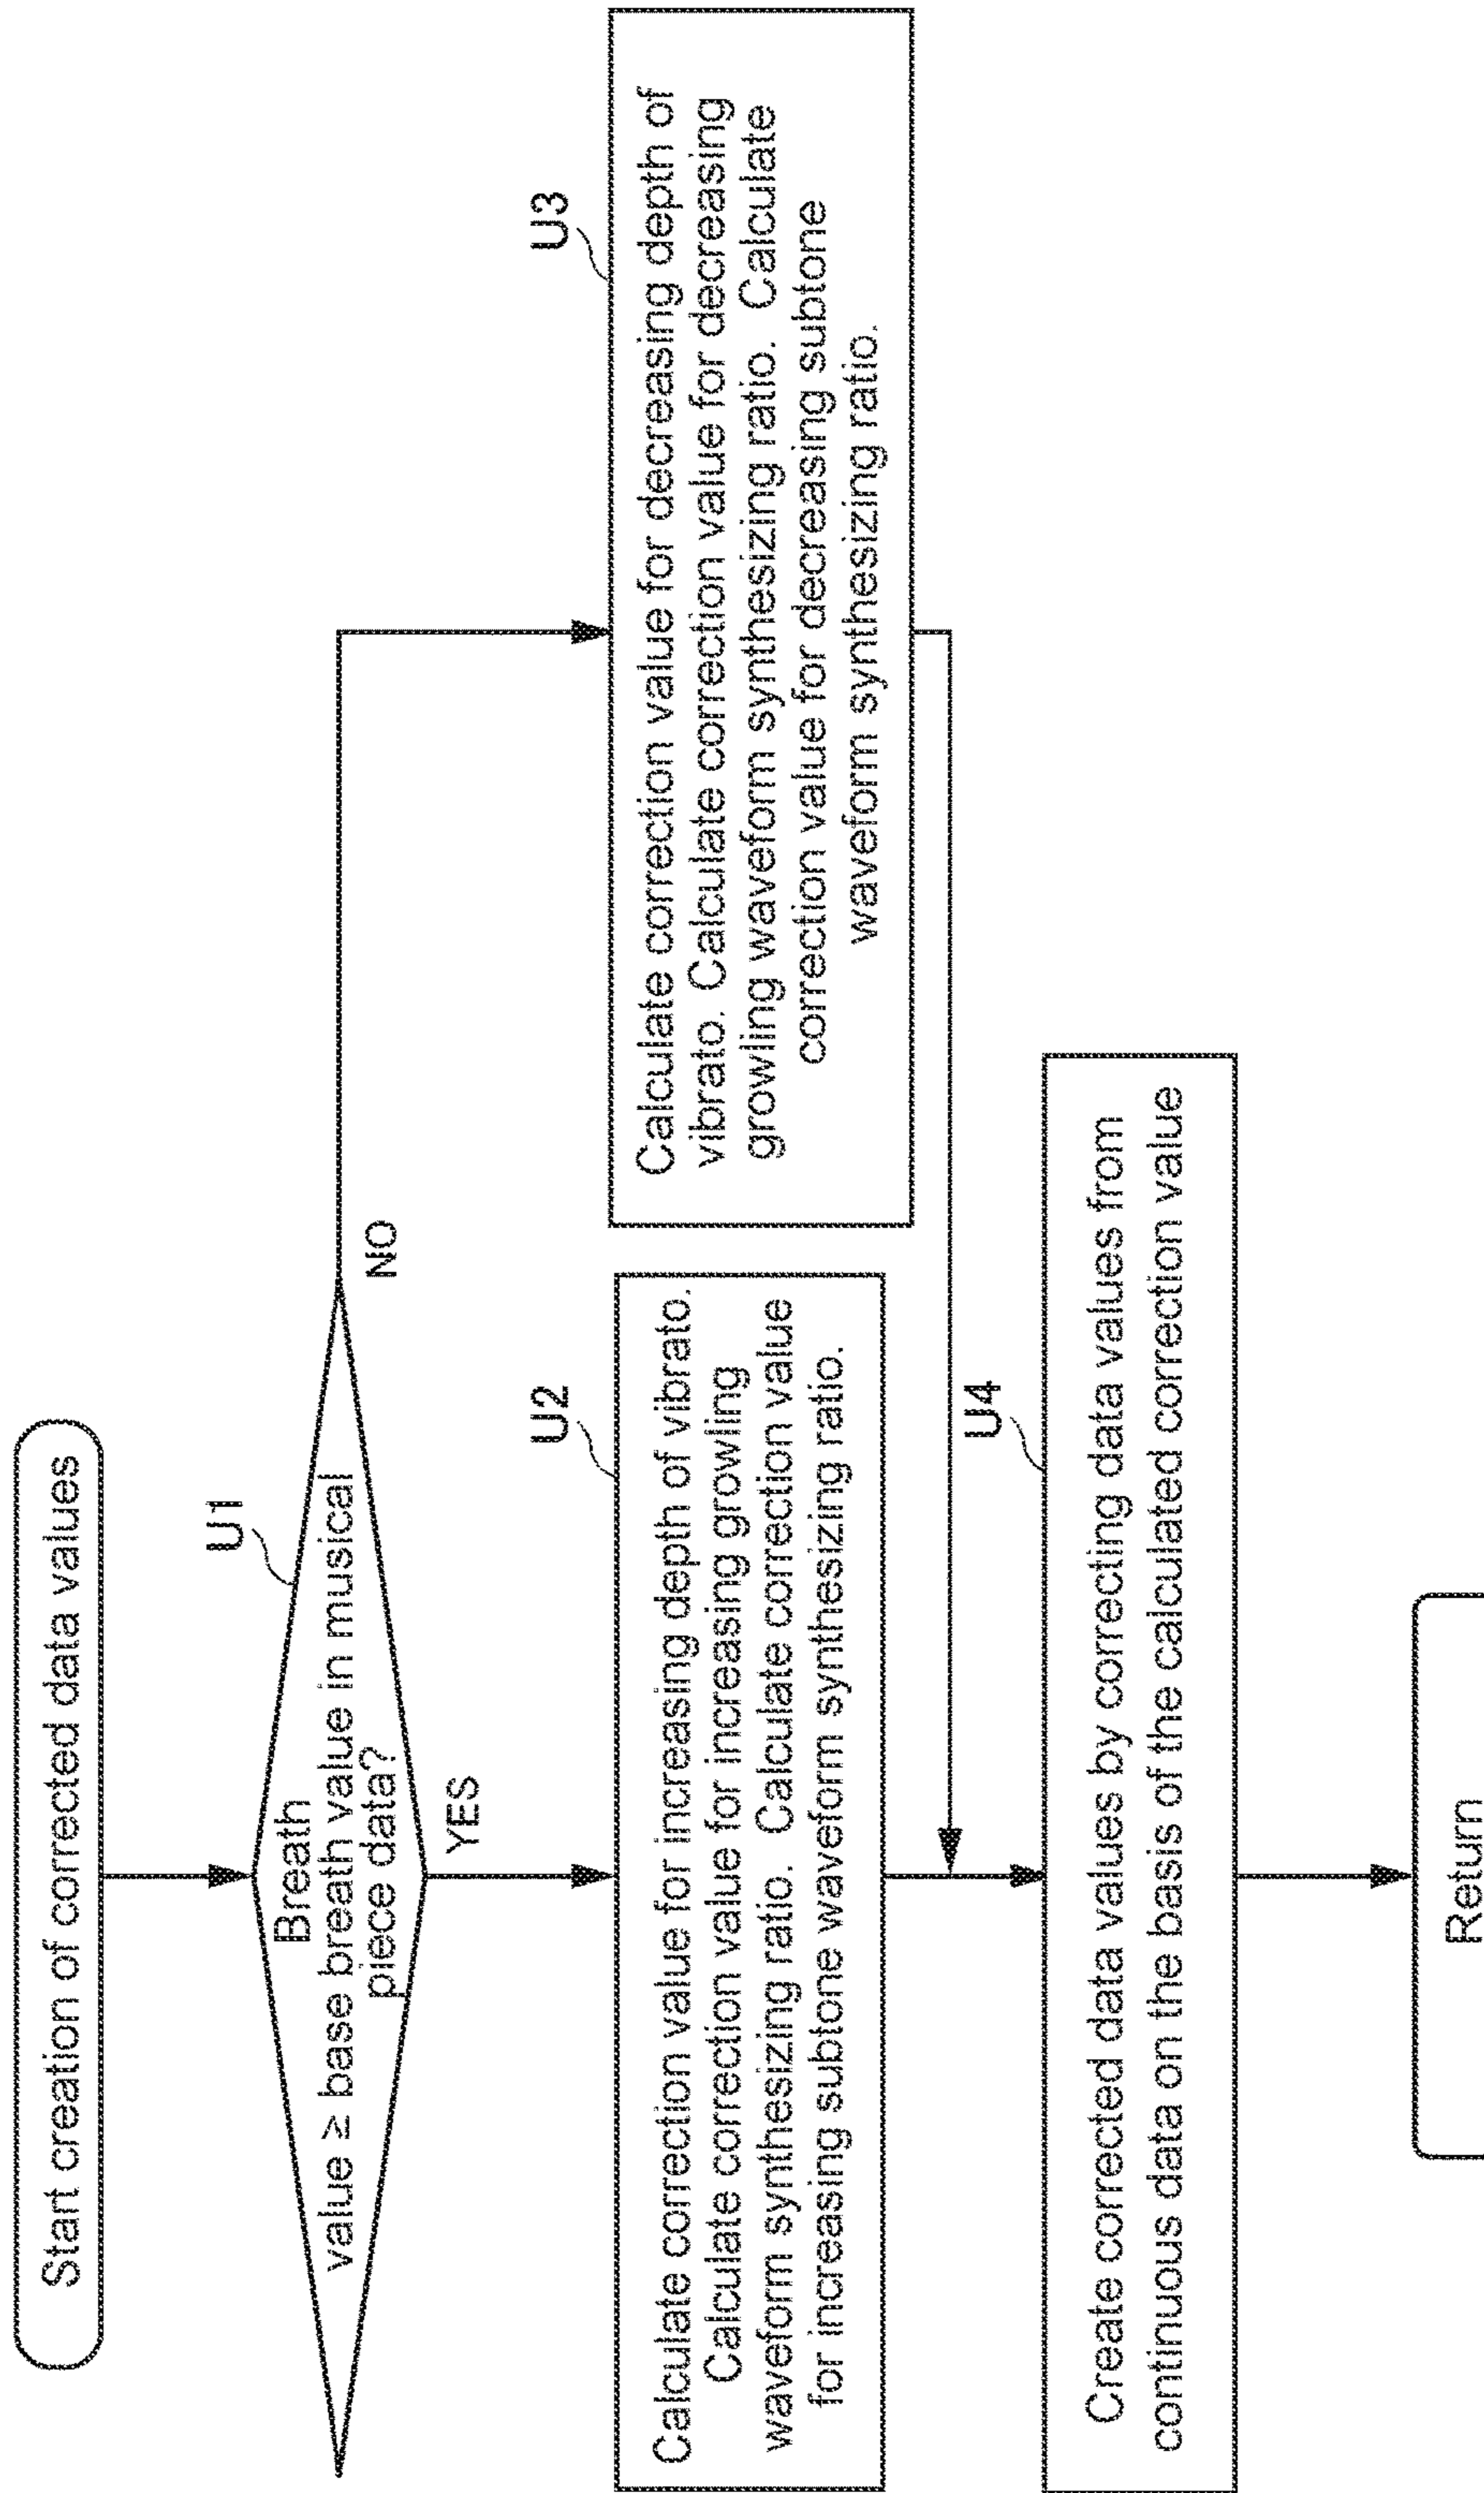 Start creation of corrected data values
U1
Breath
value ≥ base breath value in musical
piece data?
NO
YES
U2
Calculate correction value for increasing depth of vibrato.
Calculate correction value for increasing growling
waveform synthesizing ratio. Calculate correction value
for increasing subtone waveform synthesizing ratio.
U3
Calculate correction value for decreasing depth of
vibrato. Calculate correction value for decreasing
growling waveform synthesizing ratio. Calculate
correction value for decreasing subtone
waveform synthesizing ratio.
U4
Create corrected data values by correcting data values from
continuous data on the basis of the calculated correction value
Return